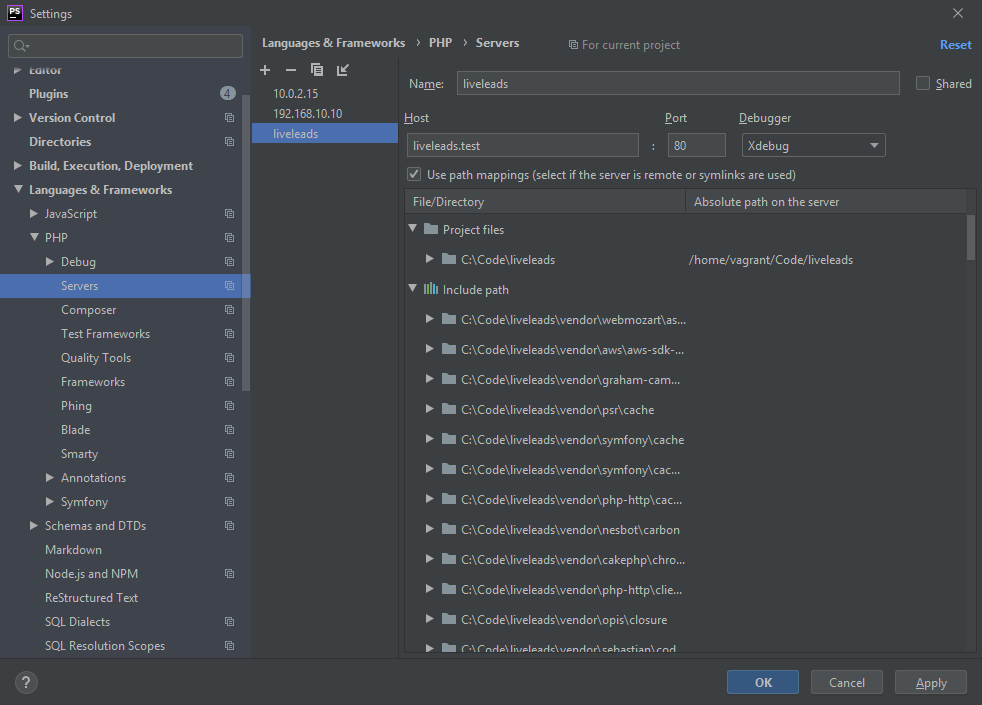 PS Settings
Languages & Frameworks › PHP › Servers For current project Reset
Editor
Plugins 4
Version Control
Directories
Build, Execution, Deployment
Languages & Frameworks
JavaScript
PHP
Debug
Servers
Composer
Test Frameworks
Quality Tools
Frameworks
Phing
Blade
Smarty
Annotations
Symfony
Schemas and DTDs
Markdown
Node.js and NPM
ReStructured Text
SQL Dialects
SQL Resolution Scopes
10.0.2.15
192.168.10.10
liveleads
Name: liveleads Shared
Host Port Debugger
liveleads.test : 80 Xdebug
Use path mappings (select if the server is remote or symlinks are used)
File/Directory Absolute path on the server
Project files
C:\Code\liveleads /home/vagrant/Code/liveleads
Include path
C:\Code\liveleads\vendor\webmozart\as...
C:\Code\liveleads\vendor\aws\aws-sdk-...
C:\Code\liveleads\vendor\graham-cam...
C:\Code\liveleads\vendor\psr\cache
C:\Code\liveleads\vendor\symfony\cache
C:\Code\liveleads\vendor\symfony\cac...
C:\Code\liveleads\vendor\php-http\cac...
C:\Code\liveleads\vendor\nesbot\carbon
C:\Code\liveleads\vendor\cakephp\chro...
C:\Code\liveleads\vendor\php-http\clie...
C:\Code\liveleads\vendor\opis\closure
C:\Code\liveleads\vendor\sebastian\cod
? OK Cancel Apply